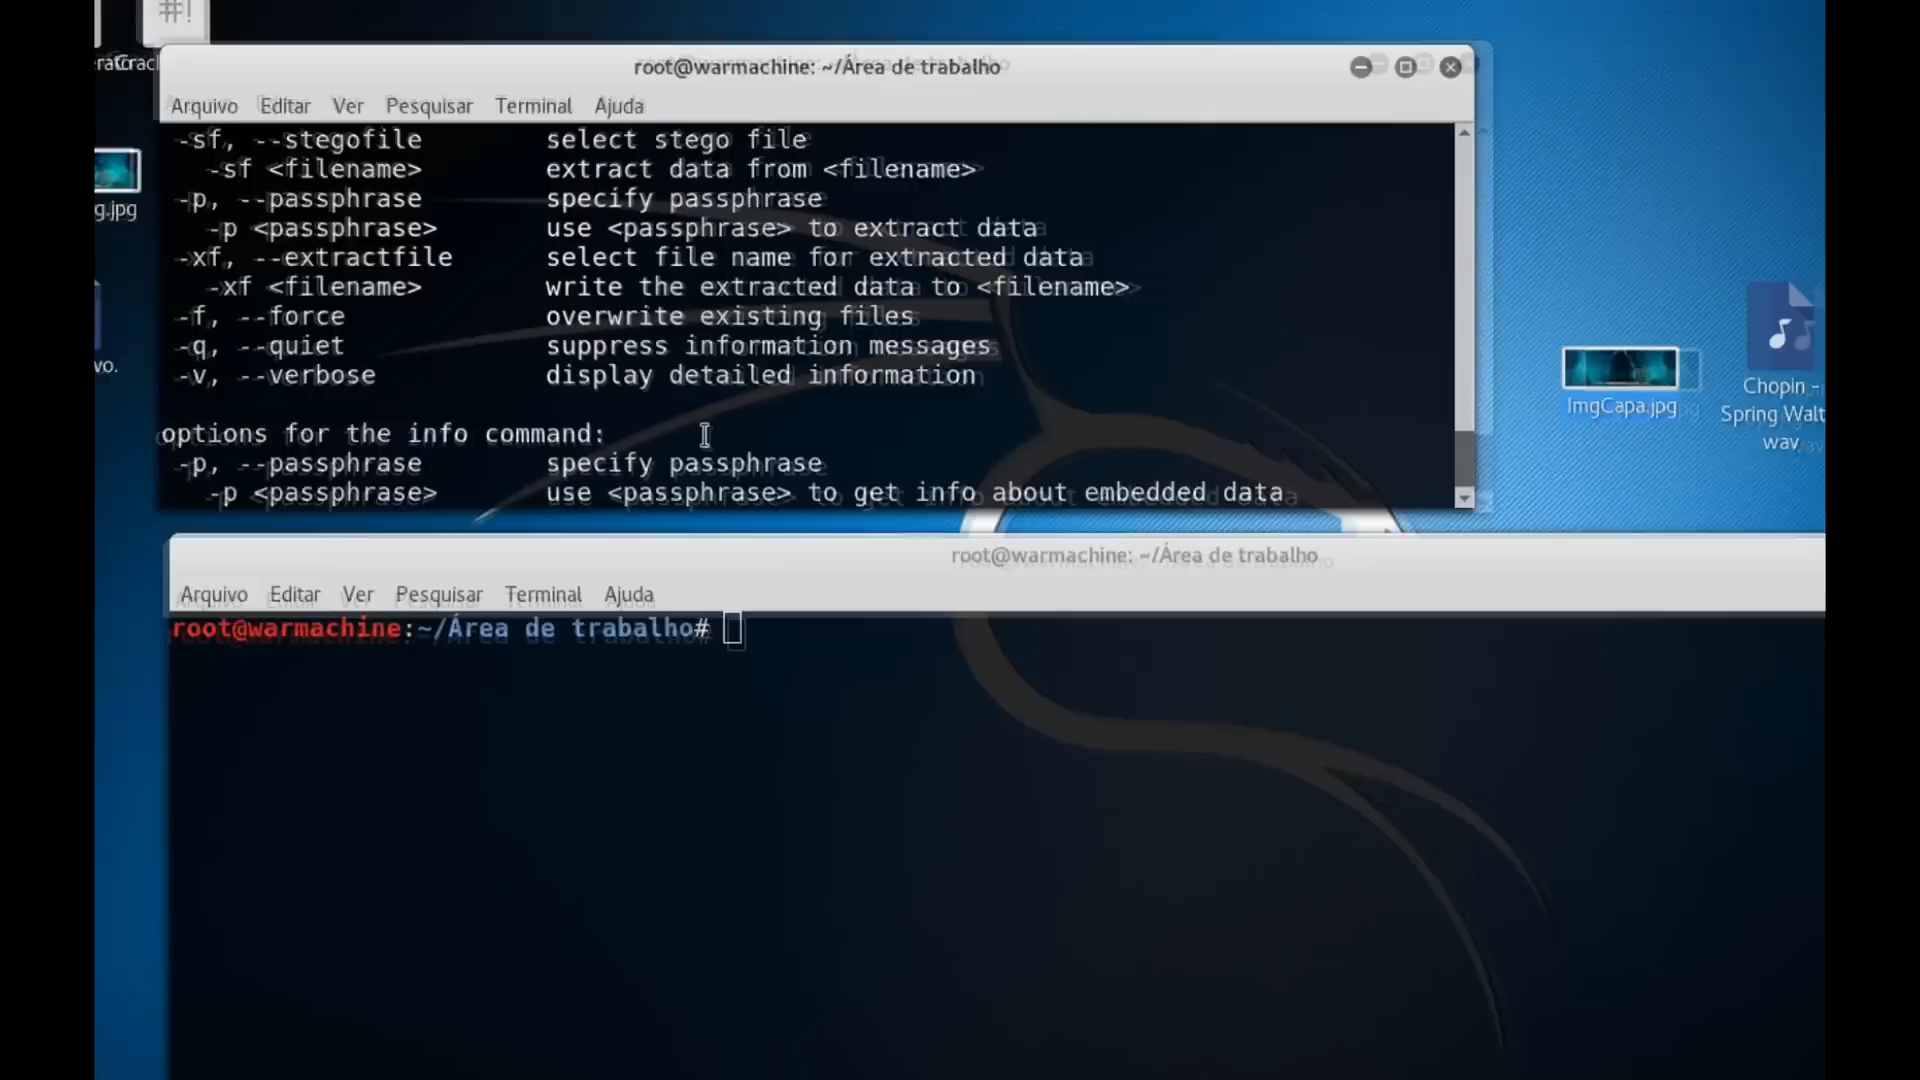 #!
root@warmachine: ~/Área de trabalho
Arquivo Editar Ver Pesquisar Terminal Ajuda
-sf, --stegofile select stego file
-sf <filename> extract data from <filename>
-p, --passphrase specify passphrase
-p <passphrase> use <passphrase> to extract data
-xf, --extractfile select file name for extracted data
-xf <filename> write the extracted data to <filename>
-f, --force overwrite existing files
-q, --quiet suppress information messages
-v, --verbose display detailed information
options for the info command:
-p, --passphrase specify passphrase
-p <passphrase> use <passphrase> to get info about embedded data
g.jpg
vo.
ImgCapa.jpg
Chopin -
Spring Walt
wav
root@warmachine: ~/Área de trabalho
Arquivo Editar Ver Pesquisar Terminal Ajuda
root@warmachine:~/Área de trabalho#